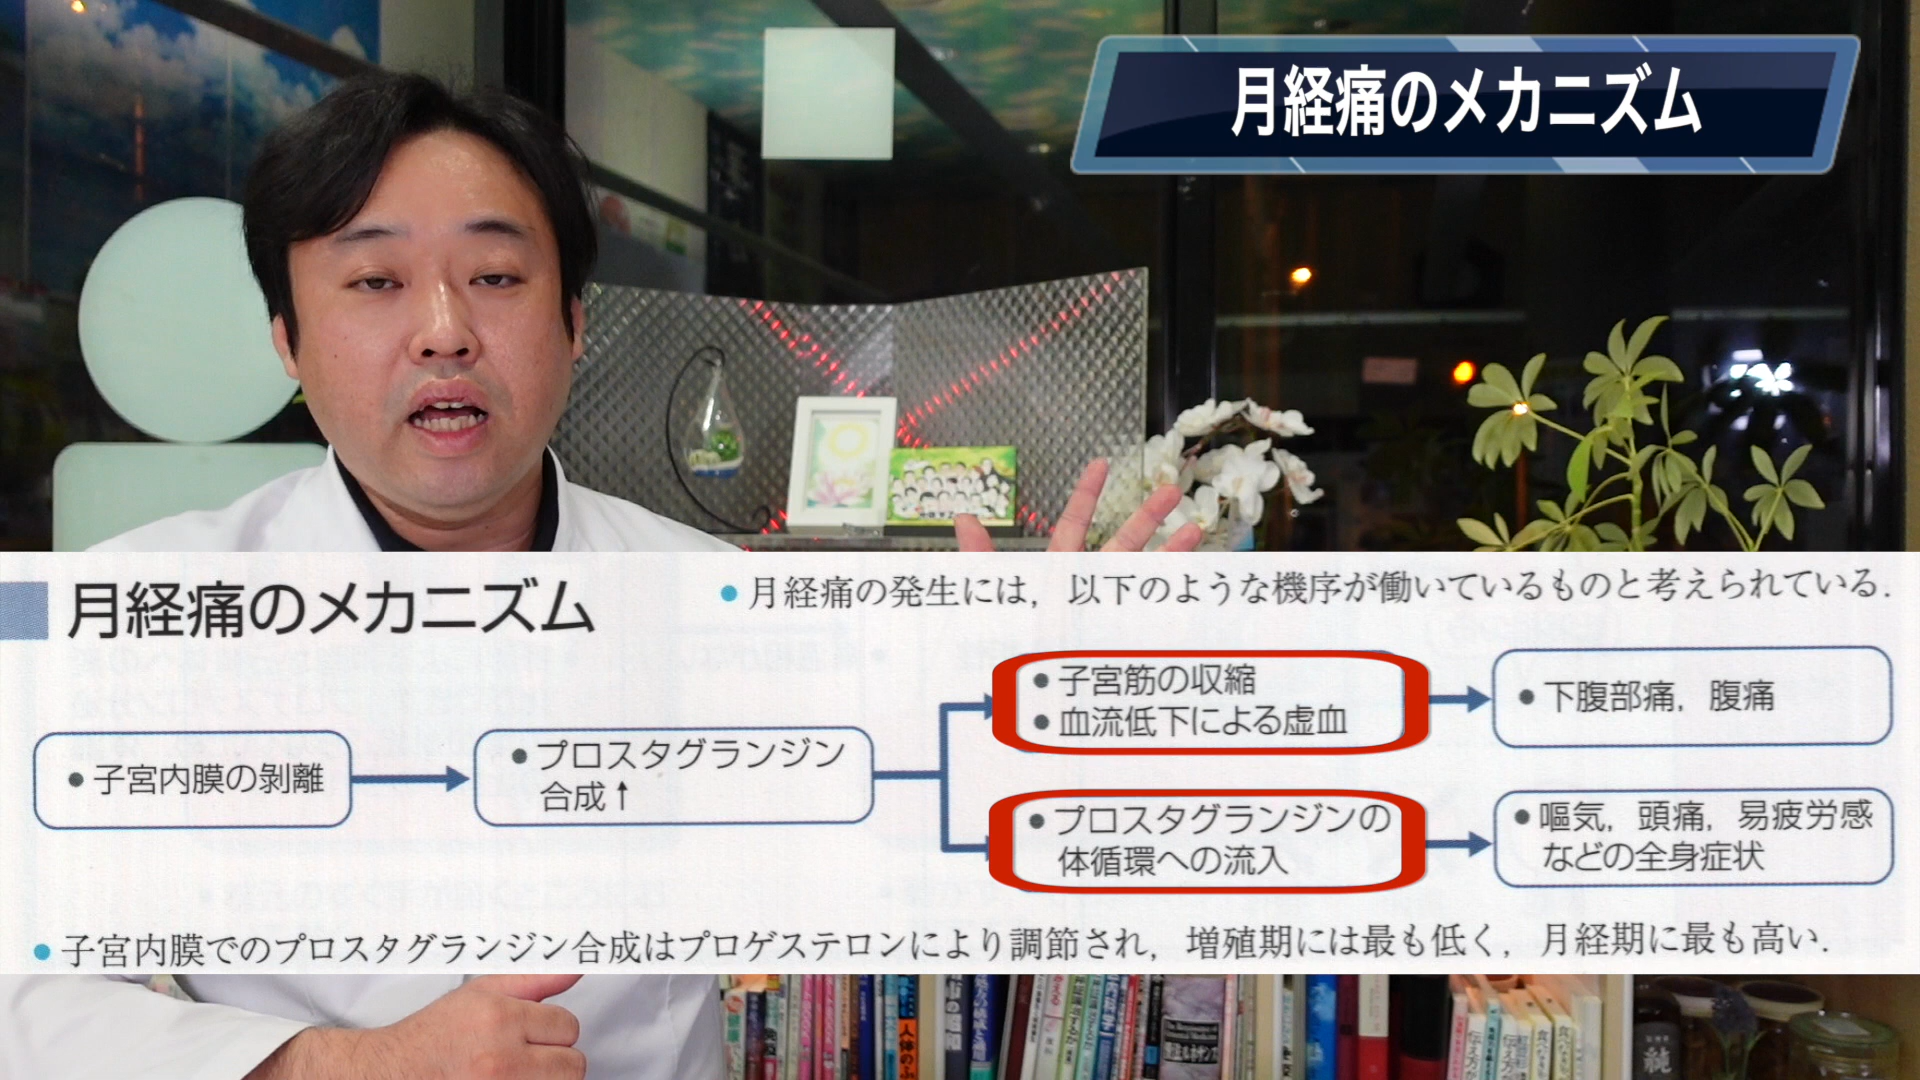 月経痛のメカニズム
月経痛のメカニズム
● 月経痛の発生には，以下のような機序が働いているものと考えられている．
● 子宮内膜の剝離
● プロスタグランジン
合成↑
● 子宮筋の収縮
● 血流低下による虚血
● 下腹部痛，腹痛
● プロスタグランジンの
体循環への流入
● 嘔気，頭痛，易疲労感
などの全身症状
● 子宮内膜でのプロスタグランジン合成はプロゲステロンにより調節され，増殖期には最も低く，月経期に最も高い．
純